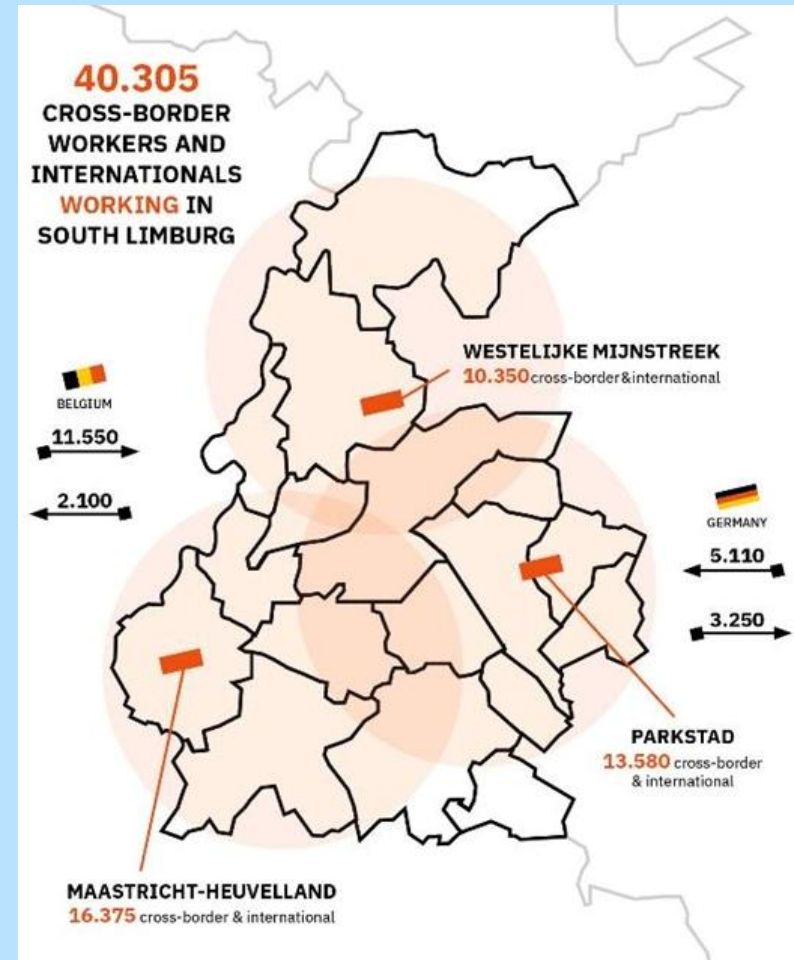 40.305
CROSS-BORDER
WORKERS AND
INTERNATIONALS
WORKING IN
SOUTH LIMBURG
WESTELIJKE MIJNSTREEK
10.350 cross-border & international
BELGIUM
11.550
2.100
GERMANY
5.110
3.250
PARKSTAD
13.580 cross-border
& international
MAASTRICHT-HEUVELLAND
16.375 cross-border & international